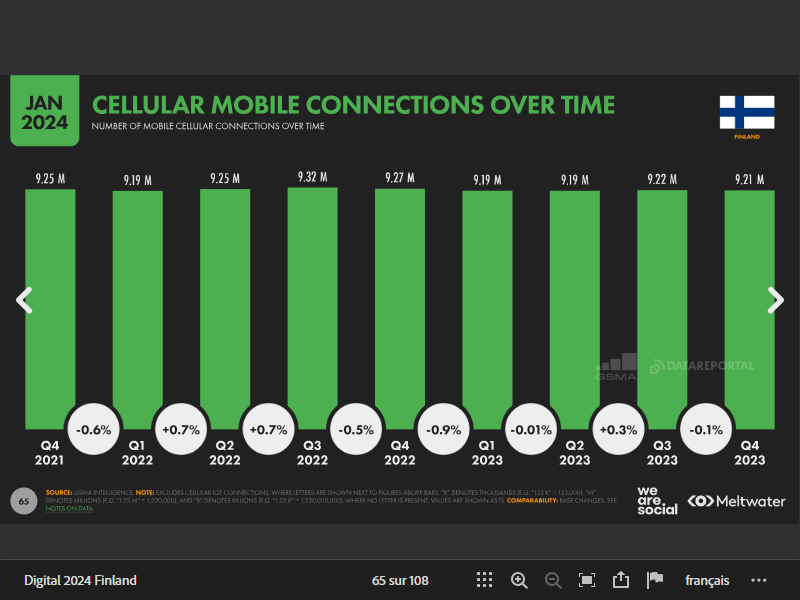 JAN
2024
CELLULAR MOBILE CONNECTIONS OVER TIME
NUMBER OF MOBILE CELLULAR CONNECTIONS OVER TIME
FINLAND
9.25 M 9.19 M 9.25 M 9.32 M 9.27 M 9.19 M 9.19 M 9.22 M 9.21 M
GSMA DATAREPORTAL
-0.6% +0.7% +0.7% -0.5% -0.9% -0.01% +0.3% -0.1%
Q4 Q1 Q2 Q3 Q4 Q1 Q2 Q3 Q4
2021 2022 2022 2022 2022 2023 2023 2023 2023
65
SOURCE: GSMA INTELLIGENCE. NOTE: EXCLUDES CELLULAR IOT CONNECTIONS. WHERE LETTERS ARE SHOWN NEXT TO FIGURES ABOVE BARS, "K" DENOTES THOUSANDS (E.G. "123 K" = 123,000), "M"
DENOTES MILLIONS (E.G. "1.23 M" = 1,230,000), AND "B" DENOTES BILLIONS (E.G. "1.23 B" = 1,230,000,000). WHERE NO LETTER IS PRESENT, VALUES ARE SHOWN AS IS. COMPARABILITY: BASE CHANGES. SEE
NOTES ON DATA.
we
are.
social
Meltwater
Digital 2024 Finland
65 sur 108
français